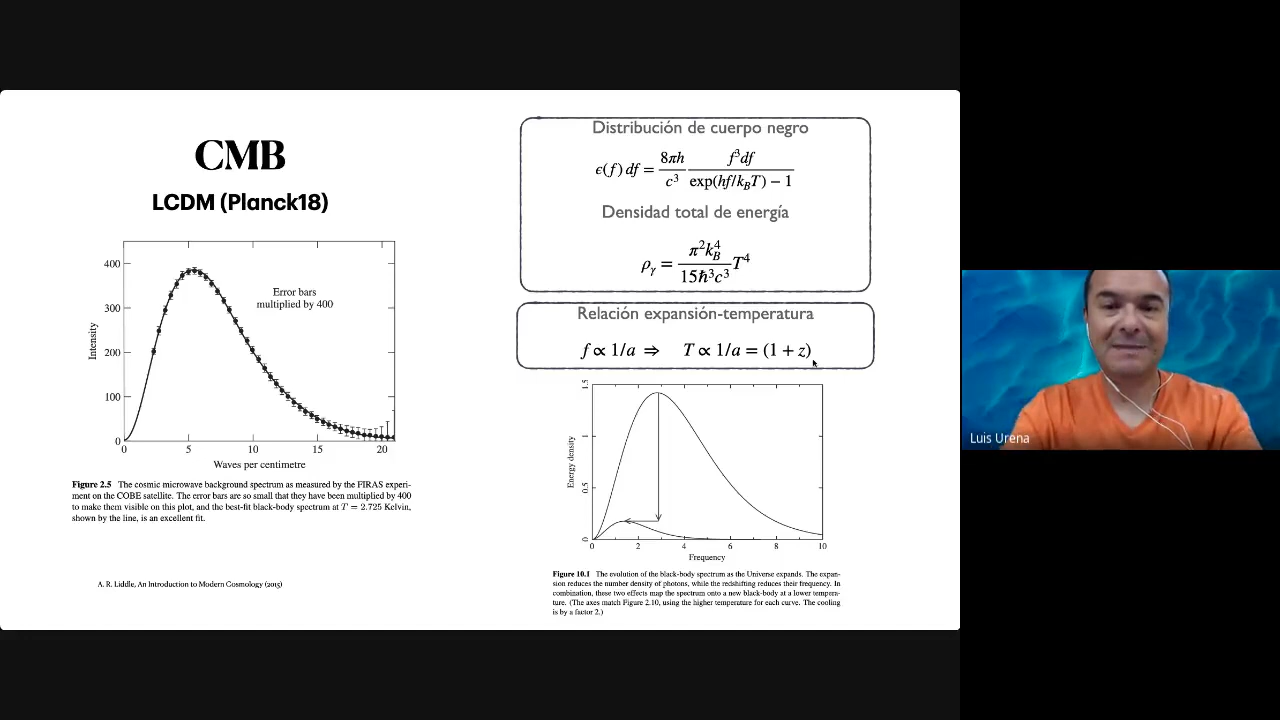 CMB
LCDM (Planck18)
400
300
200
100
0
Intensity
Error bars
multiplied by 400
0 5 10 15 20
Waves per centimetre
Figure 2.5 The cosmic microwave background spectrum as measured by the FIRAS experi-
ment on the COBE satellite. The error bars are so small that they have been multiplied by 400
to make them visible on this plot, and the best-fit black-body spectrum at T = 2.725 Kelvin,
shown by the line, is an excellent fit.
A. R. Liddle, An Introduction to Modern Cosmology (2015)
Distribución de cuerpo negro
ϵ(f) df = 8πh/c³ f³df/(exp(hf/k_BT) − 1)
Densidad total de energía
ρ_γ = π²k_B⁴/15ħ³c³ T⁴
Relación expansión-temperatura
f ∝ 1/a ⇒ T ∝ 1/a = (1 + z)
1.5
1
0.5
0
Energy density
0 2 4 6 8 10
Frequency
Figure 10.1 The evolution of the black-body spectrum as the Universe expands. The expan-
sion reduces the number density of photons, while the redshifting reduces their frequency. In
combination, these two effects map the spectrum onto a new black-body at a lower tempera-
ture. (The axes match Figure 2.10, using the higher temperature for each curve. The cooling
is by a factor 2.)
Luis Urena